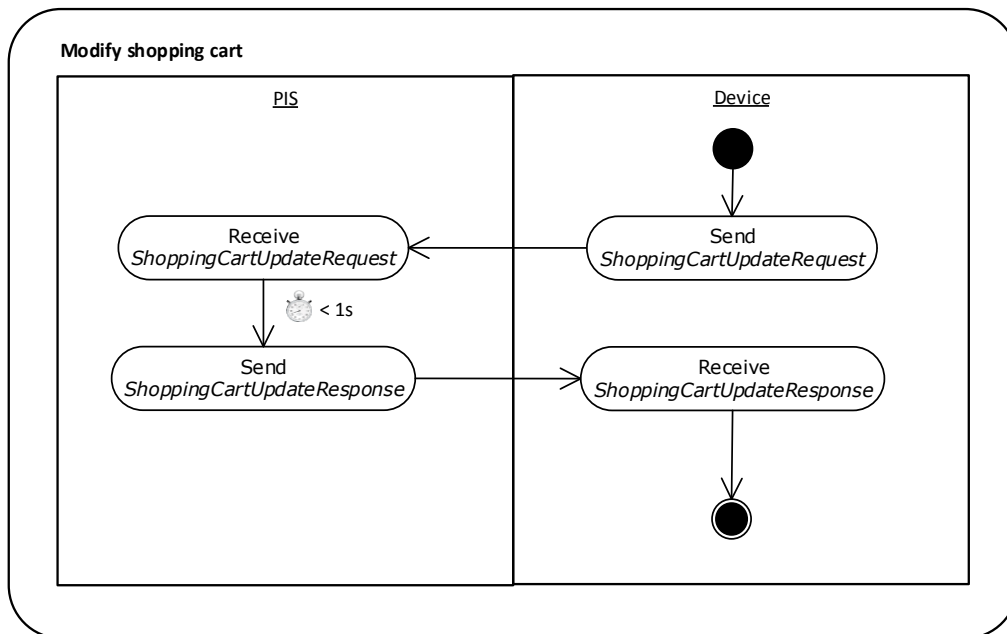 Modify shopping cart
PIS
Device
Receive
ShoppingCartUpdateRequest
Send
ShoppingCartUpdateRequest
< 1s
Send
ShoppingCartUpdateResponse
Receive
ShoppingCartUpdateResponse